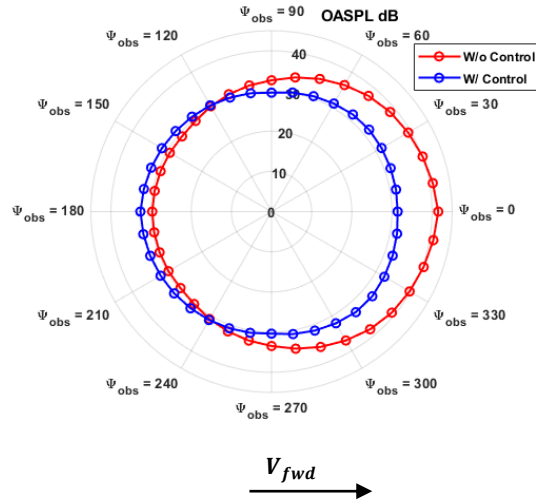 Ψobs = 90
OASPL dB
Ψobs = 120
Ψobs = 60
W/o Control
W/ Control
40
30
20
10
0
Ψobs = 150
Ψobs = 30
Ψobs = 180
Ψobs = 0
Ψobs = 210
Ψobs = 330
Ψobs = 240
Ψobs = 300
Ψobs = 270
Vfwd